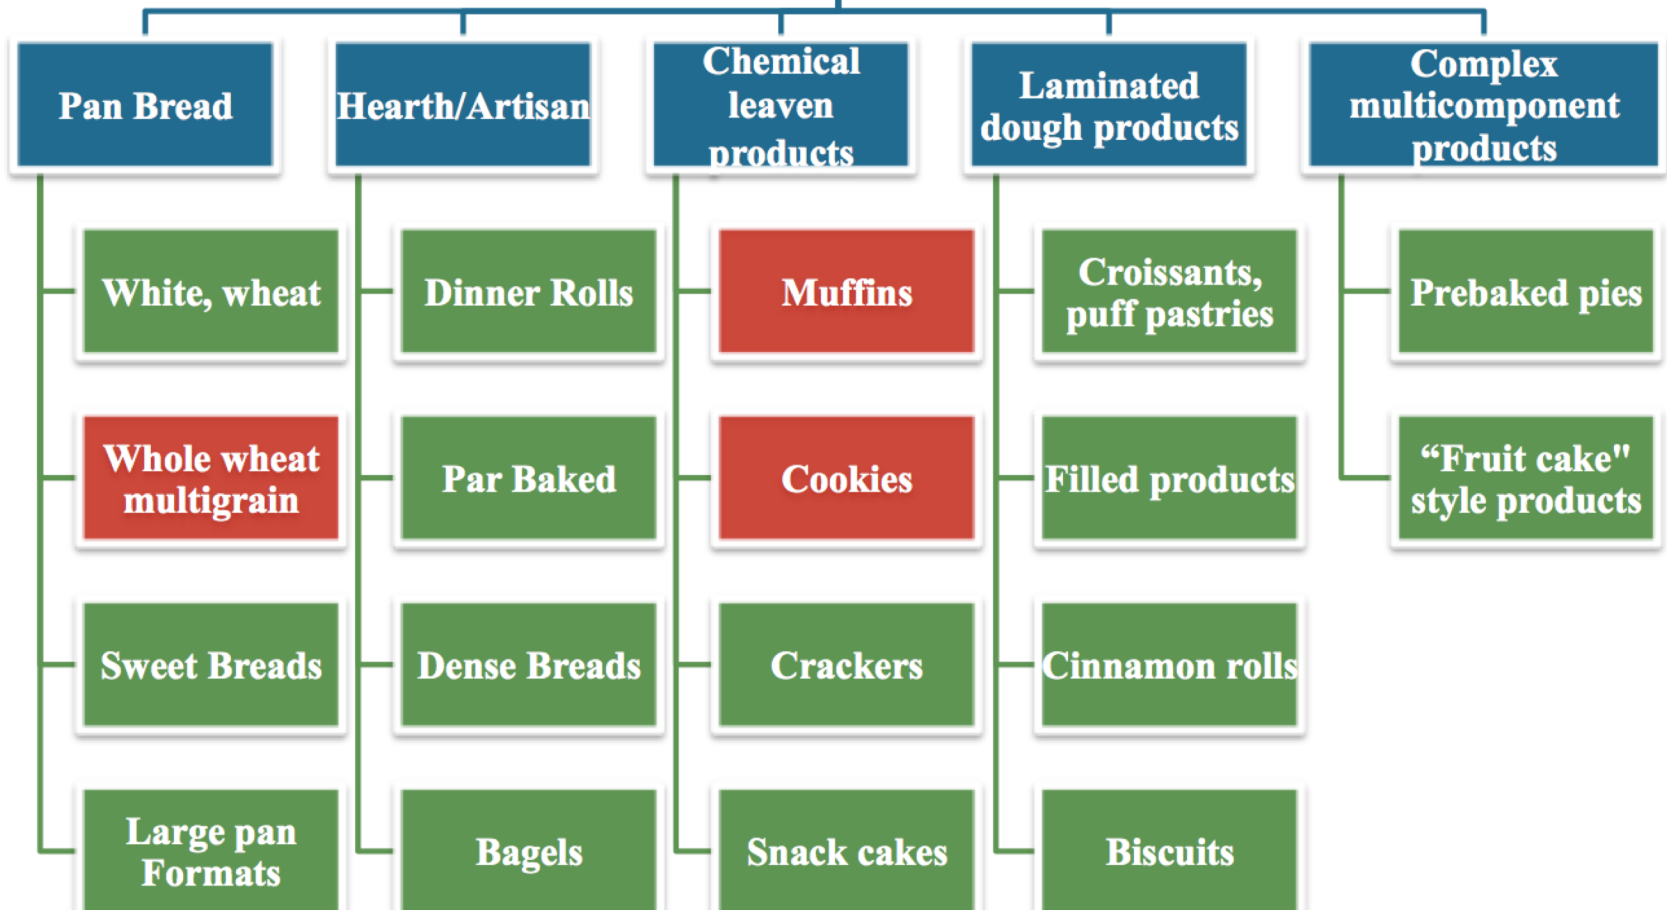 Pan Bread
White, wheat
Whole wheat
multigrain
Sweet Breads
Large pan
Formats
Hearth/Artisan
Dinner Rolls
Par Baked
Dense Breads
Bagels
Chemical
leaven
products
Muffins
Cookies
Crackers
Snack cakes
Laminated
dough products
Croissants,
puff pastries
Filled products
Cinnamon rolls
Biscuits
Complex
multicomponent
products
Prebaked pies
“Fruit cake"
style products